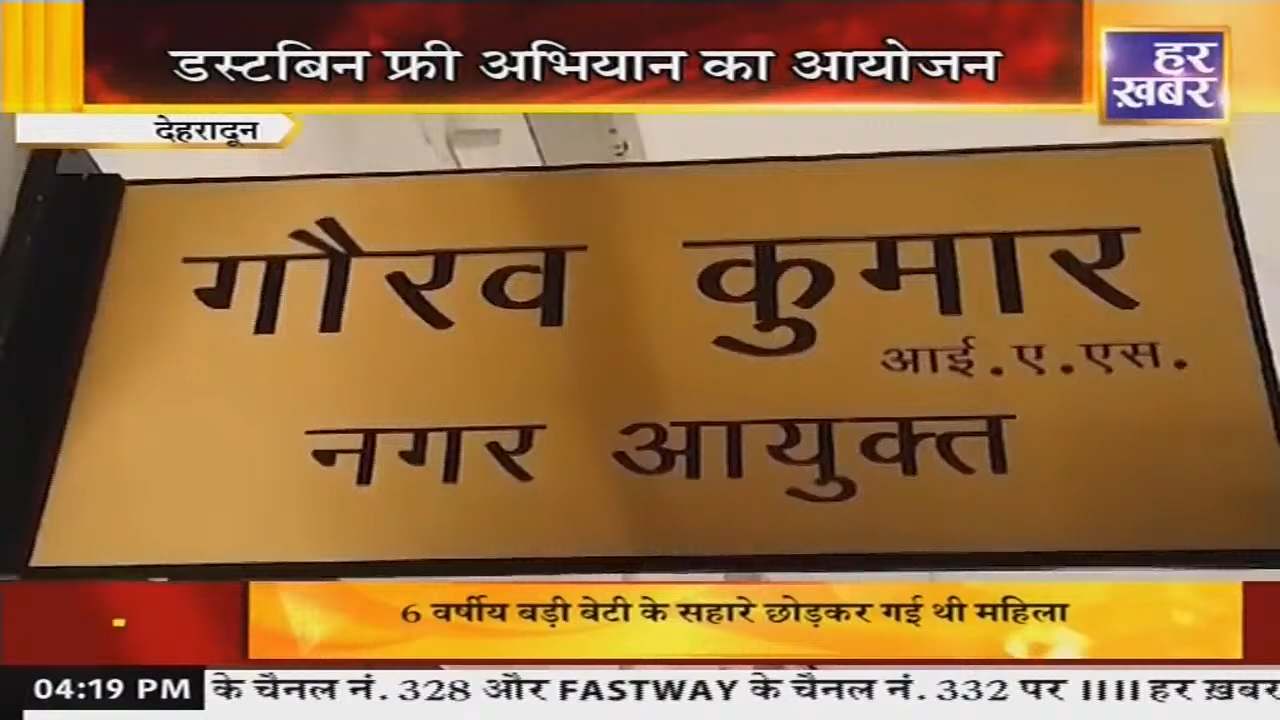 डस्टबिन फ्री अभियान का आयोजन
हर
ख़बर
देहरादून
गौरव कुमार
आई.ए.एस.
नगर आयुक्त
6 वर्षीय बड़ी बेटी के सहारे छोड़कर गई थी महिला
04:19 PM के चैनल नं. 328 और FASTWAY के चैनल नं. 332 पर IIII हर ख़बर